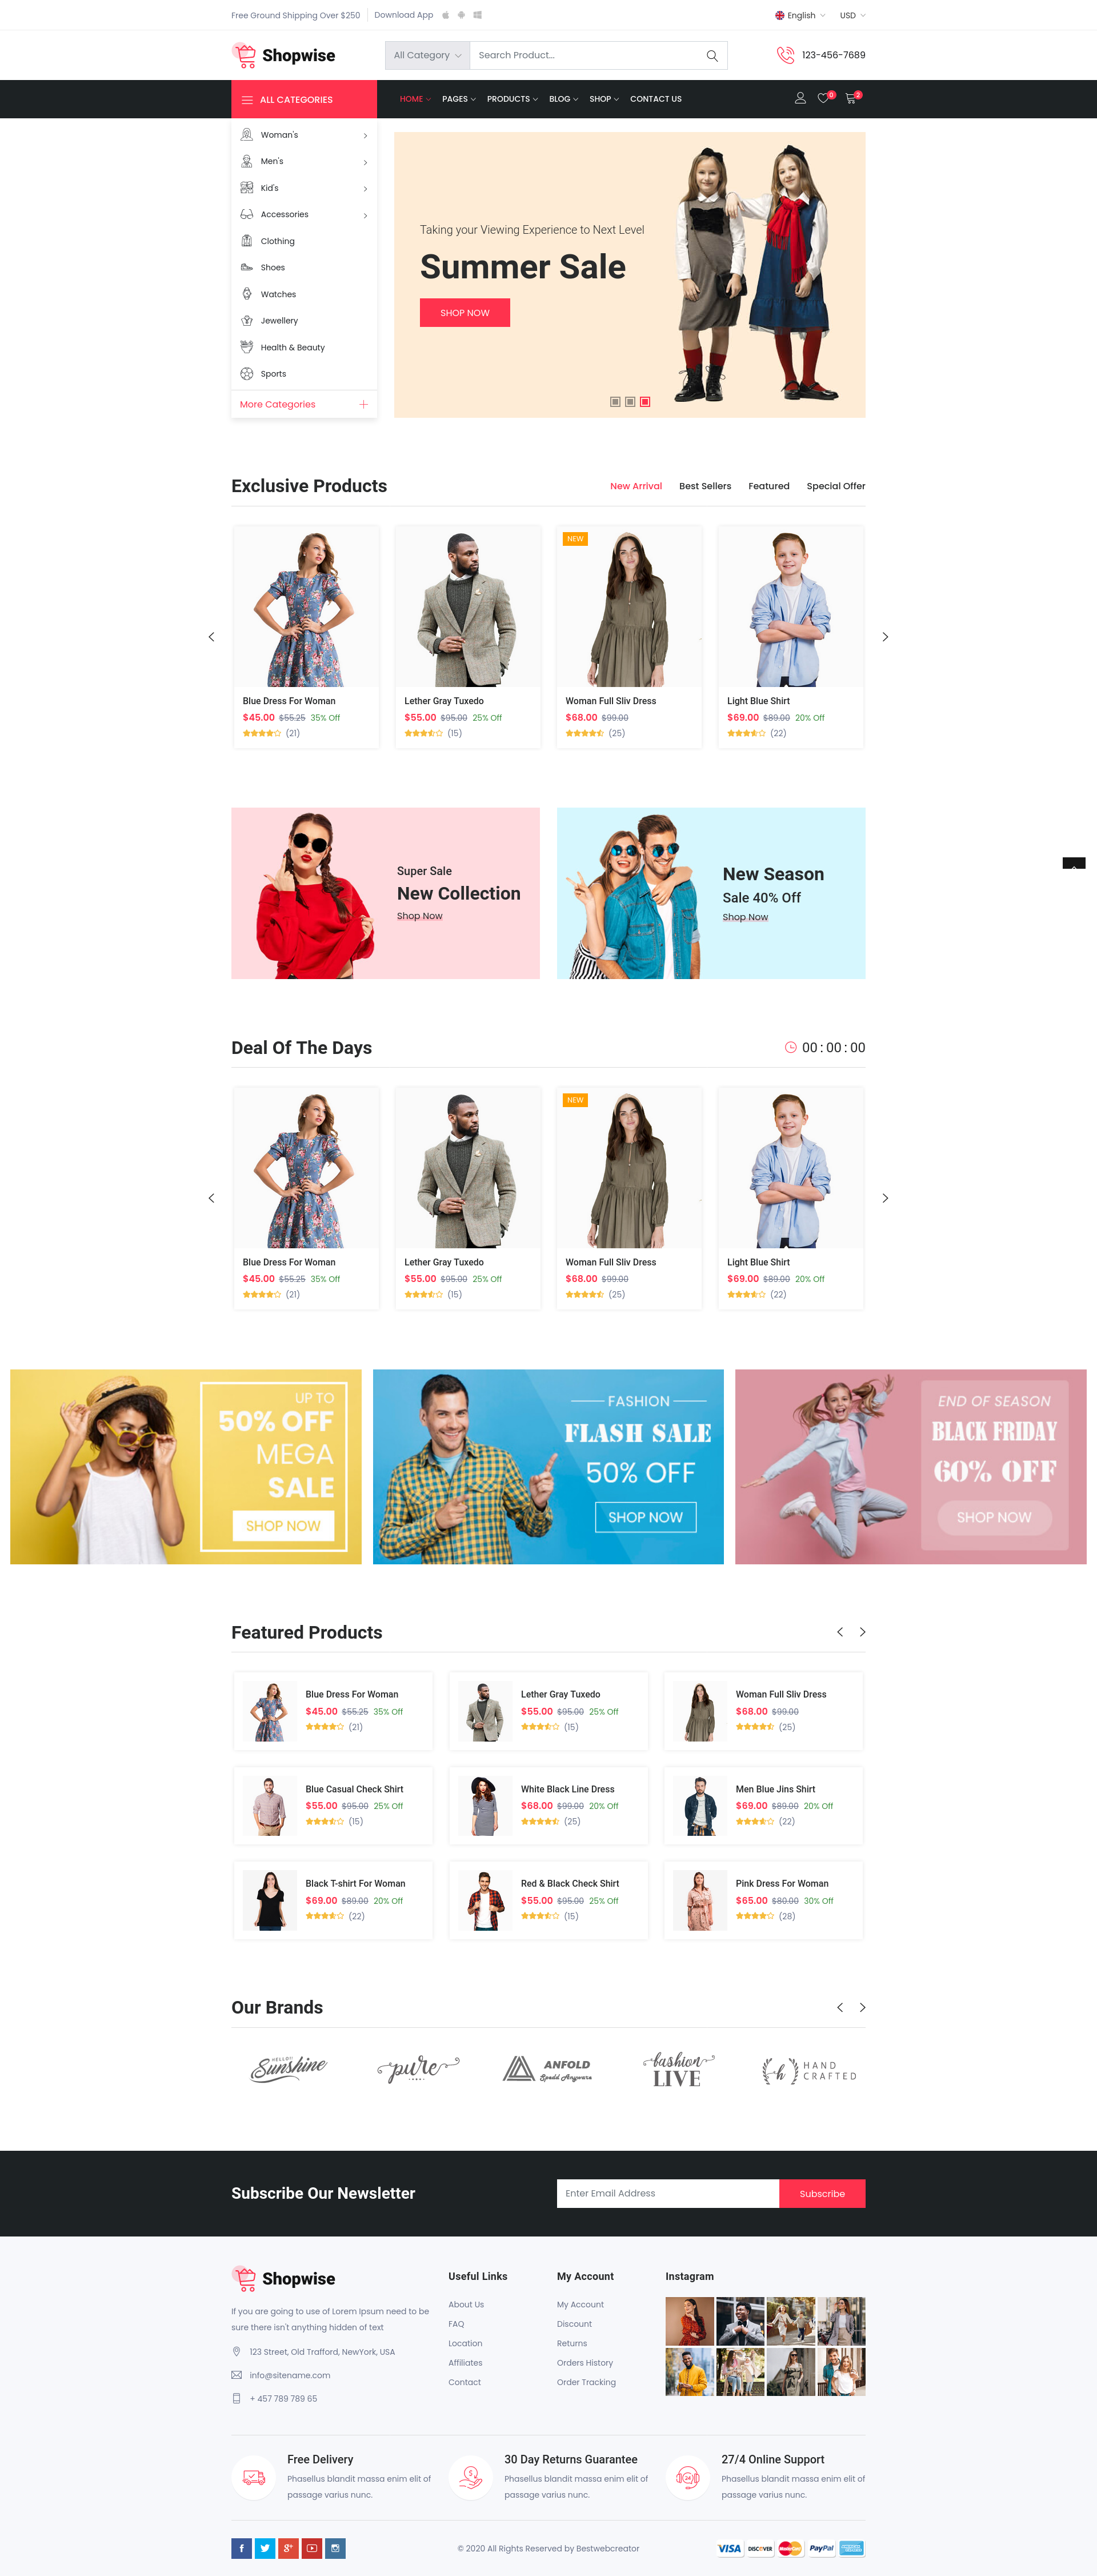 Free Ground Shipping Over $250
Download App
English
USD
Shopwise
All Category
Search Product...
123-456-7689
ALL CATEGORIES
HOME
PAGES
PRODUCTS
BLOG
SHOP
CONTACT US
0
2
Woman's
Men's
Kid's
Accessories
Clothing
Shoes
Watches
Jewellery
Health & Beauty
Sports
More Categories
Taking your Viewing Experience to Next Level
Summer Sale
SHOP NOW
Exclusive Products
New Arrival
Best Sellers
Featured
Special Offer
Blue Dress For Woman
$45.00 $55.25 35% Off
(21)
Lether Gray Tuxedo
$55.00 $95.00 25% Off
(15)
NEW
Woman Full Sliv Dress
$68.00 $99.00
(25)
Light Blue Shirt
$69.00 $89.00 20% Off
(22)
Super Sale
New Collection
Shop Now
New Season
Sale 40% Off
Shop Now
Deal Of The Days
00 : 00 : 00
Blue Dress For Woman
$45.00 $55.25 35% Off
(21)
Lether Gray Tuxedo
$55.00 $95.00 25% Off
(15)
NEW
Woman Full Sliv Dress
$68.00 $99.00
(25)
Light Blue Shirt
$69.00 $89.00 20% Off
(22)
UP TO
50% OFF
MEGA
SALE
SHOP NOW
FASHION
FLASH SALE
50% OFF
SHOP NOW
END OF SEASON
BLACK FRIDAY
60% OFF
SHOP NOW
Featured Products
Blue Dress For Woman
$45.00 $55.25 35% Off
(21)
Lether Gray Tuxedo
$55.00 $95.00 25% Off
(15)
Woman Full Sliv Dress
$68.00 $99.00
(25)
Blue Casual Check Shirt
$55.00 $95.00 25% Off
(15)
White Black Line Dress
$68.00 $99.00 20% Off
(25)
Men Blue Jins Shirt
$69.00 $89.00 20% Off
(22)
Black T-shirt For Woman
$69.00 $89.00 20% Off
(22)
Red & Black Check Shirt
$55.00 $95.00 25% Off
(15)
Pink Dress For Woman
$65.00 $80.00 30% Off
(28)
Our Brands
HELLO!
Sunshine
pure
ANFOLD
fashion
LIVE
h
HAND
CRAFTED
Subscribe Our Newsletter
Enter Email Address
Subscribe
Shopwise
If you are going to use of Lorem Ipsum need to be
sure there isn't anything hidden of text
123 Street, Old Trafford, NewYork, USA
info@sitename.com
+ 457 789 789 65
Useful Links
About Us
FAQ
Location
Affiliates
Contact
My Account
My Account
Discount
Returns
Orders History
Order Tracking
Instagram
Free Delivery
Phasellus blandit massa enim elit of
passage varius nunc.
30 Day Returns Guarantee
Phasellus blandit massa enim elit of
passage varius nunc.
24
27/4 Online Support
Phasellus blandit massa enim elit of
passage varius nunc.
© 2020 All Rights Reserved by Bestwebcreator
VISA
DISCOVER
MasterCard
PayPal